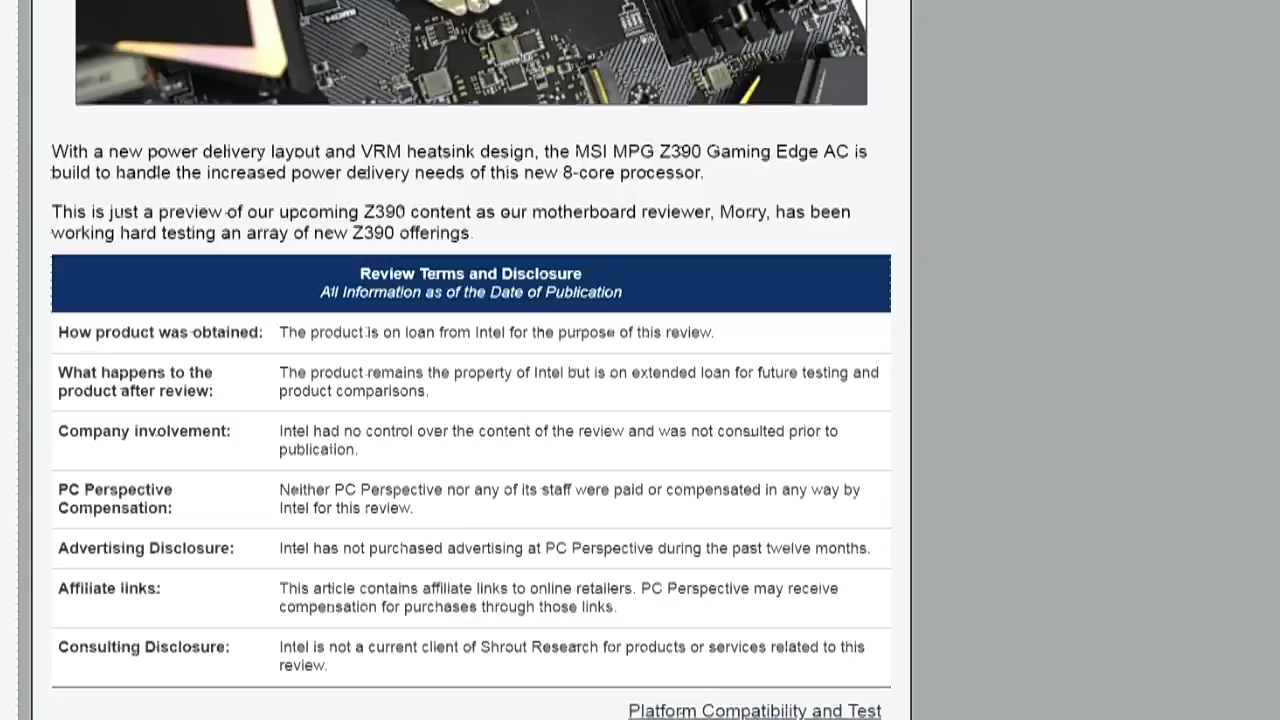 HDMI
With a new power delivery layout and VRM heatsink design, the MSI MPG Z390 Gaming Edge AC is
build to handle the increased power delivery needs of this new 8-core processor.
This is just a preview of our upcoming Z390 content as our motherboard reviewer, Morry, has been
working hard testing an array of new Z390 offerings.
Review Terms and Disclosure
All Information as of the Date of Publication
How product was obtained: The product is on loan from Intel for the purpose of this review.
What happens to the
product after review:
The product remains the property of Intel but is on extended loan for future testing and
product comparisons.
Company involvement:
Intel had no control over the content of the review and was not consulted prior to
publication.
PC Perspective
Compensation:
Neither PC Perspective nor any of its staff were paid or compensated in any way by
Intel for this review.
Advertising Disclosure: Intel has not purchased advertising at PC Perspective during the past twelve months.
Affiliate links:
This article contains affiliate links to online retailers. PC Perspective may receive
compensation for purchases through those links.
Consulting Disclosure:
Intel is not a current client of Shrout Research for products or services related to this
review.
Platform Compatibility and Test